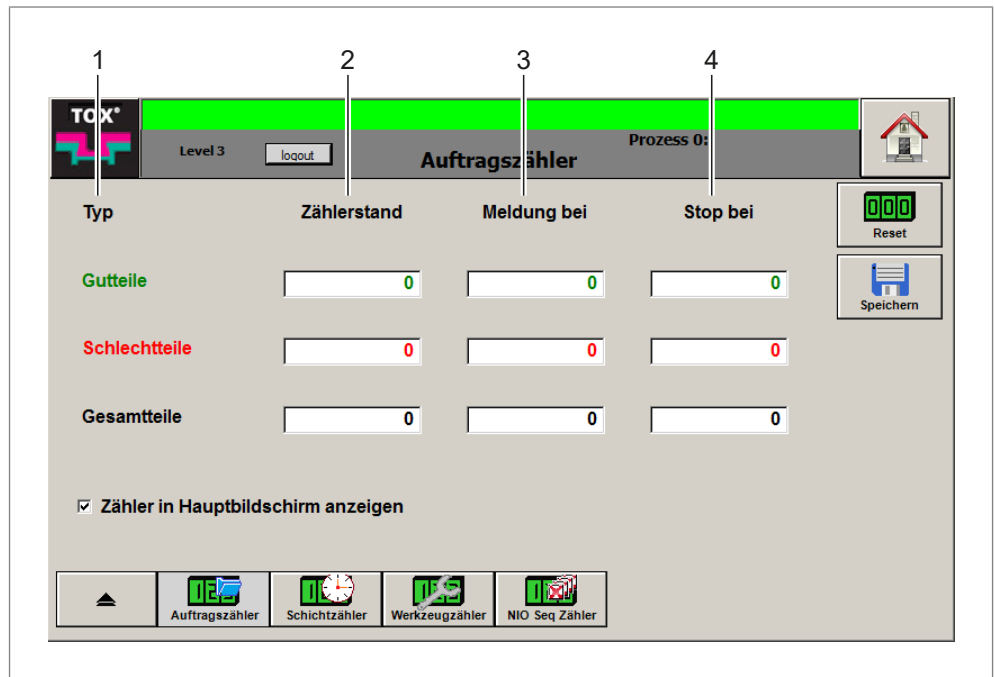 1 2 3 4
TOX®
Level 3 logout Auftragszähler Prozess 0:
Typ Zählerstand Meldung bei Stop bei
000
Reset
Gutteile 0 0 0
Speichern
Schlechtteile 0 0 0
Gesamtteile 0 0 0
Zähler in Hauptbildschirm anzeigen
Auftragszähler Schichtzähler Werkzeugzähler NIO Seq Zähler